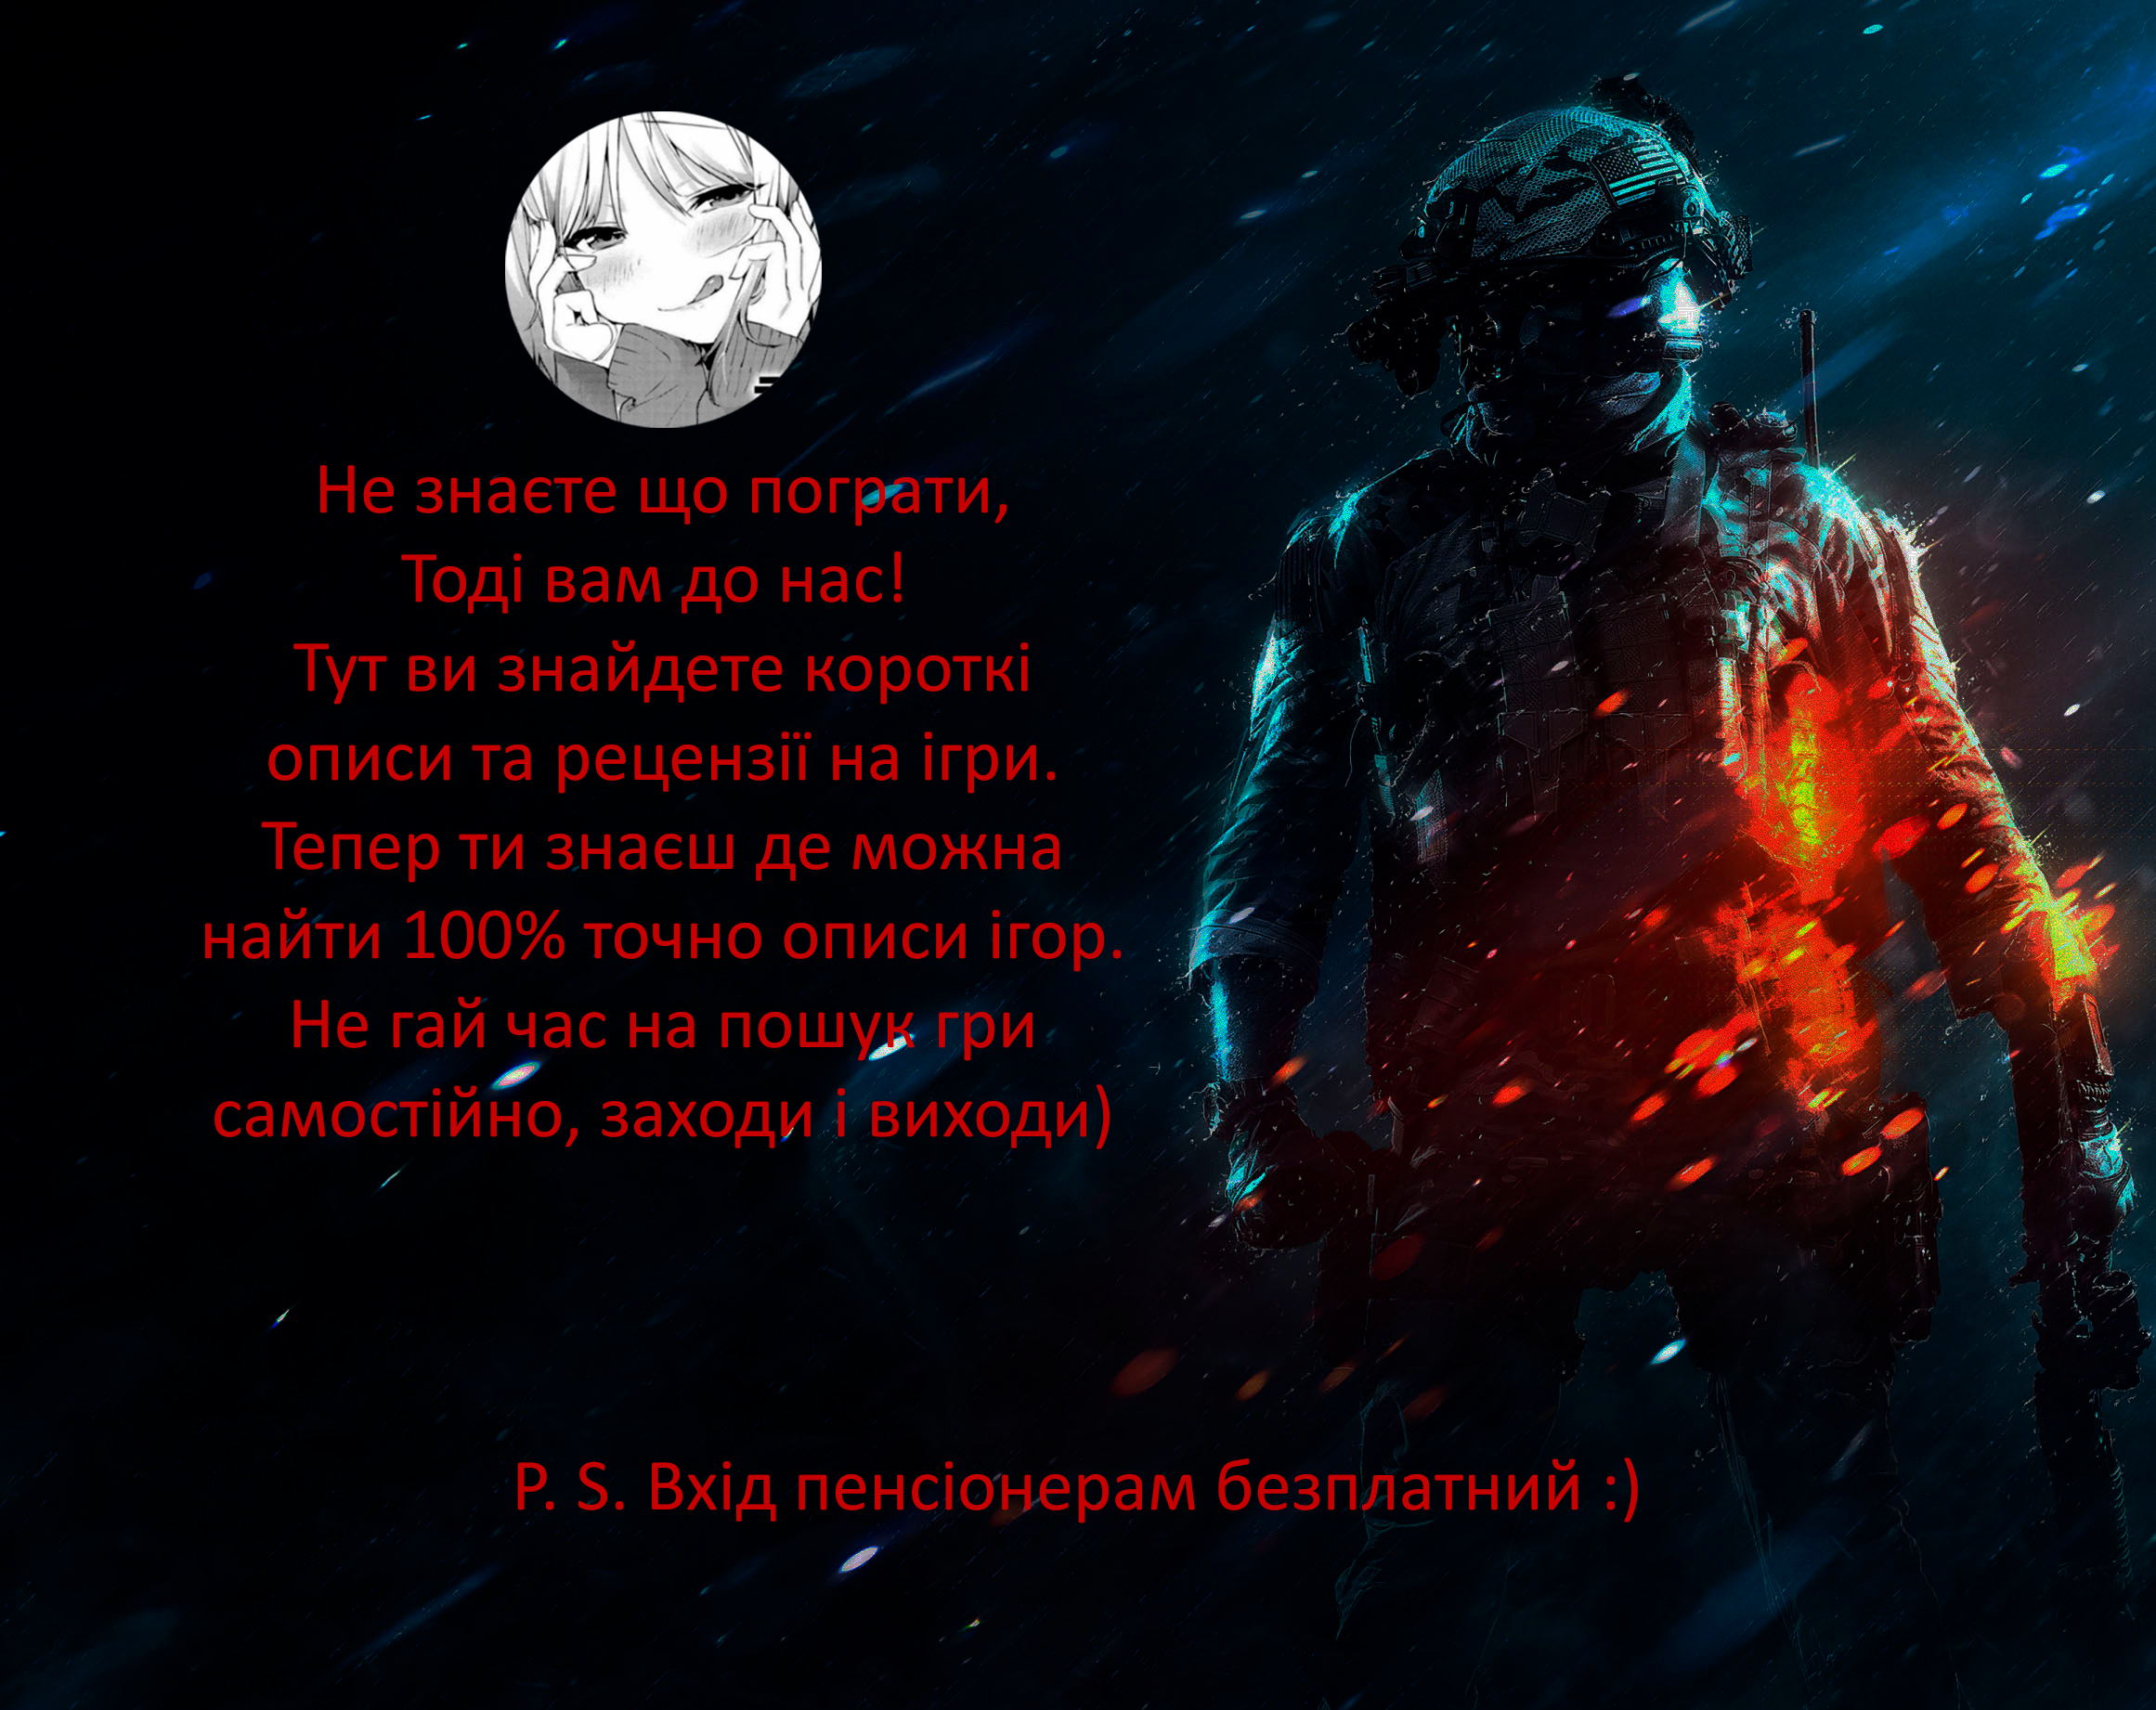 Не знаєте що пограти,
Тоді вам до нас!
Тут ви знайдете короткі
описи та рецензії на ігри.
Тепер ти знаєш де можна
найти 100% точно описи ігор.
Не гай час на пошук гри
самостійно, заходи і виходи)
P. S. Вхід пенсіонерам безплатний :)